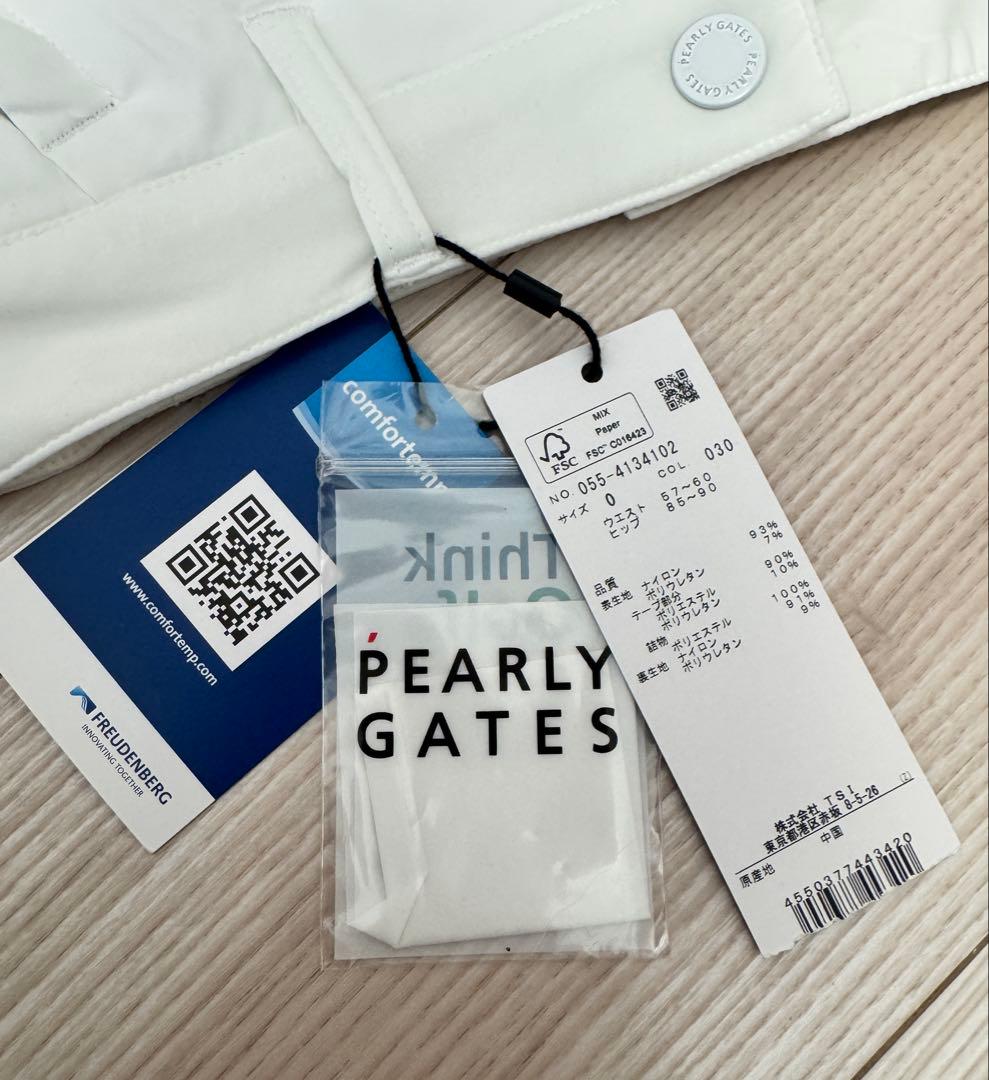 PEARLY GATES PEARLY GATES
comfortemp
www.comfortemp.com
FREUDENBERG
INNOVATING TOGETHER
Think
PEARLY
GATES
MIX
Paper
FSC™ C016423
FSC
NO. 055-4134102 COL. 030
サイズ 0 ウエスト 57〜60
ヒップ 85〜90
品質
表生地 ナイロン 93%
ポリウレタン 7%
テープ部分
ポリエステル 90%
ポリウレタン 10%
詰物 ポリエステル 100%
裏生地 ナイロン 91%
ポリウレタン 9%
株式会社 TSI
東京都港区赤坂 8-5-26
(Z)
原産地 中国
4550377443420